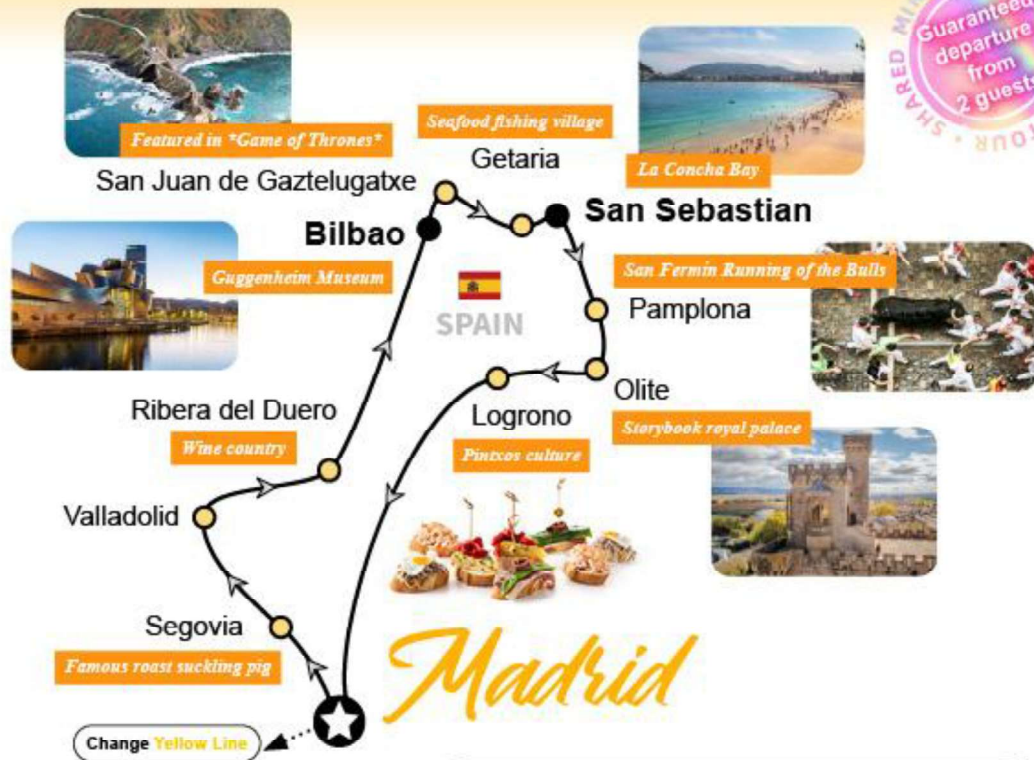 Guaranteed
departure
from
2 guests
SHARED
Featured in *Game of Thrones*
San Juan de Gaztelugatxe
Seafood fishing village
Getaria
La Concha Bay
San Sebastian
Bilbao
Guggenheim Museum
SPAIN
San Fermín Running of the Bulls
Pamplona
Olite
Storybook royal palace
Ribera del Duero
Wine country
Logrono
Pintxos culture
Valladolid
Segovia
Famous roast suckling pig
Madrid
Change Yellow Line